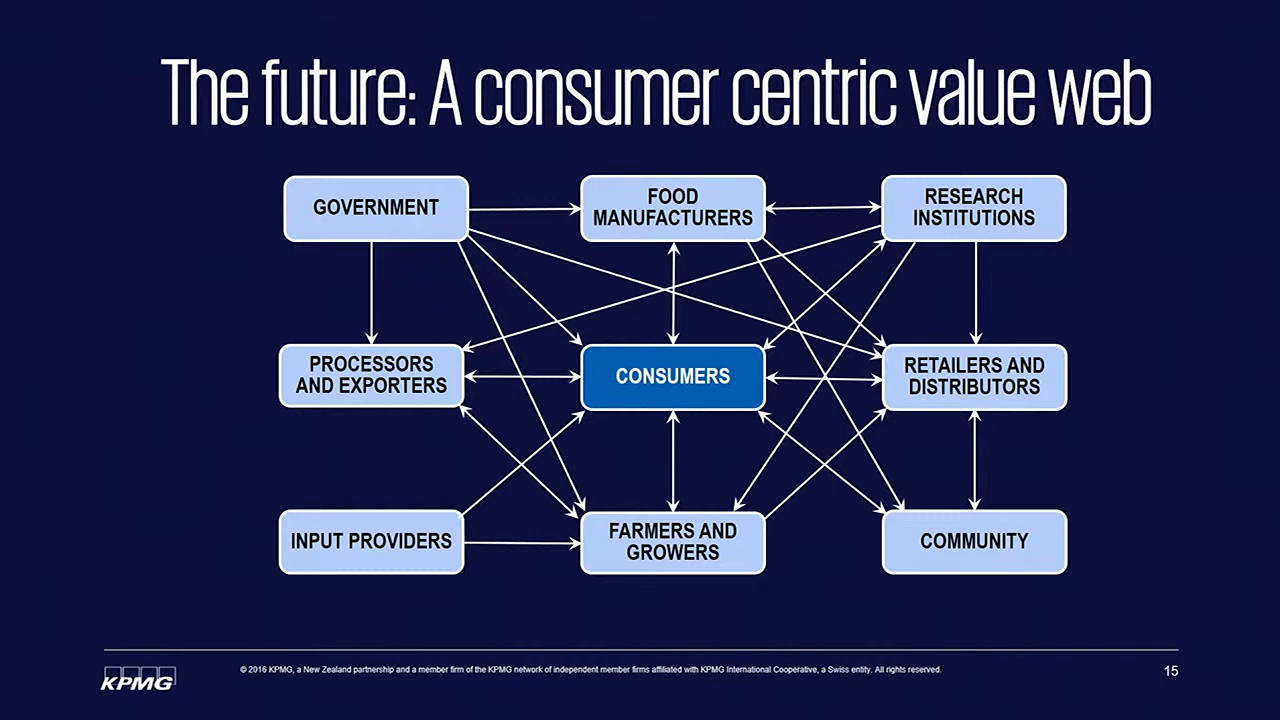 The future: A consumer centric value web
GOVERNMENT
FOOD
MANUFACTURERS
RESEARCH
INSTITUTIONS
PROCESSORS
AND EXPORTERS
CONSUMERS
RETAILERS AND
DISTRIBUTORS
INPUT PROVIDERS
FARMERS AND
GROWERS
COMMUNITY
KPMG
© 2016 KPMG, a New Zealand partnership and a member firm of the KPMG network of independent member firms affiliated with KPMG International Cooperative, a Swiss entity. All rights reserved.
15